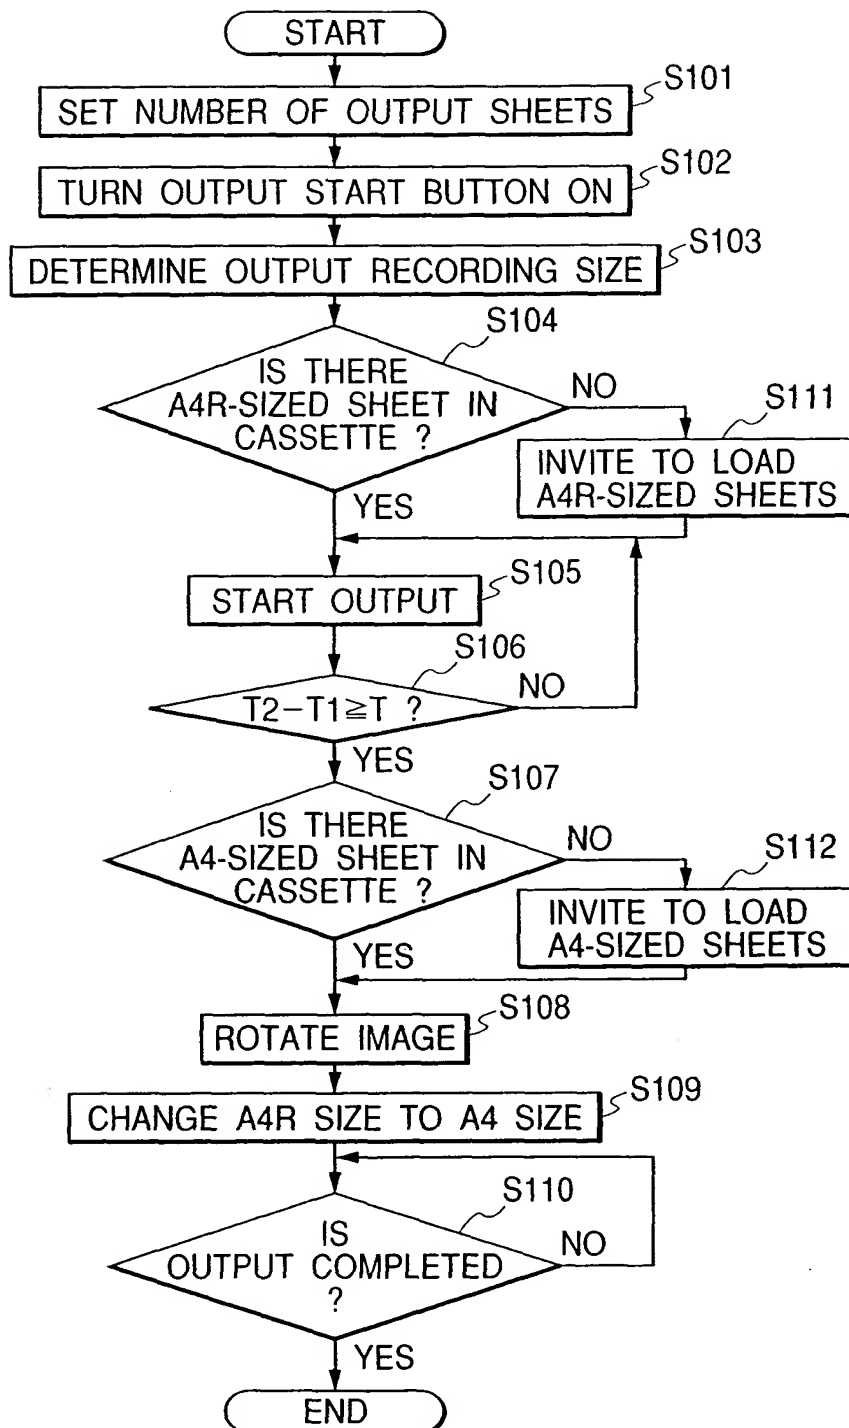 START
S101
SET NUMBER OF OUTPUT SHEETS
S102
TURN OUTPUT START BUTTON ON
S103
DETERMINE OUTPUT RECORDING SIZE
S104
IS THERE
A4R-SIZED SHEET IN
CASSETTE ?
NO
S111
INVITE TO LOAD
A4R-SIZED SHEETS
YES
S105
START OUTPUT
S106
T2-T1≧T ?
NO
YES
S107
IS THERE
A4-SIZED SHEET IN
CASSETTE ?
NO
S112
INVITE TO LOAD
A4-SIZED SHEETS
YES
S108
ROTATE IMAGE
S109
CHANGE A4R SIZE TO A4 SIZE
S110
IS
OUTPUT COMPLETED
?
NO
YES
END